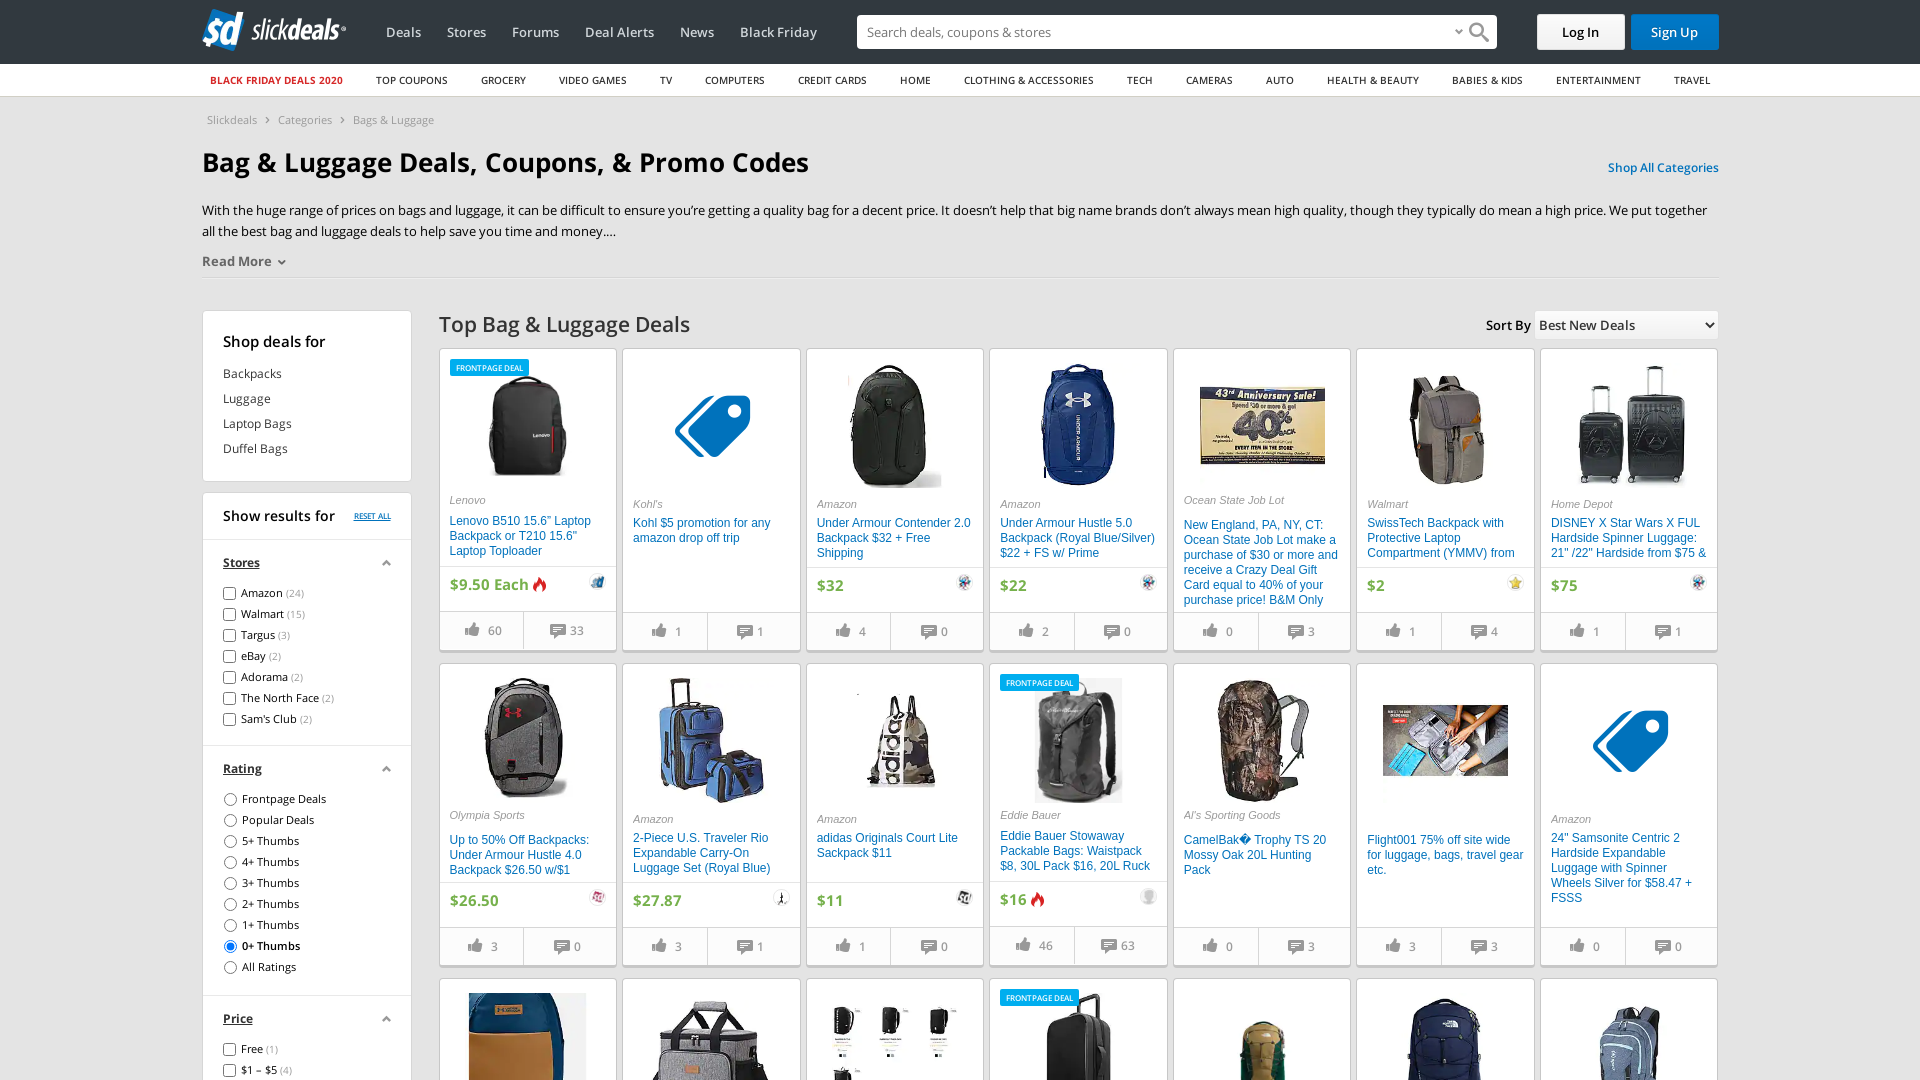 slickdeals
Deals
Stores
Forums
Deal Alerts
News
Black Friday
Search deals, coupons & stores
Log In
Sign Up
BLACK FRIDAY DEALS 2020
TOP COUPONS
GROCERY
VIDEO GAMES
TV
COMPUTERS
CREDIT CARDS
HOME
CLOTHING & ACCESSORIES
TECH
CAMERAS
AUTO
HEALTH & BEAUTY
BABIES & KIDS
ENTERTAINMENT
TRAVEL
Slickdeals > Categories > Bags & Luggage
Bag & Luggage Deals, Coupons, & Promo Codes
Shop All Categories
With the huge range of prices on bags and luggage, it can be difficult to ensure you’re getting a quality bag for a decent price. It doesn’t help that big name brands don’t always mean high quality, though they typically do mean a high price. We put together
all the best bag and luggage deals to help save you time and money.…
Read More
Shop deals for
Backpacks
Luggage
Laptop Bags
Duffel Bags
Show results for
RESET ALL
Stores
Amazon (24)
Walmart (15)
Targus (3)
eBay (2)
Adorama (2)
The North Face (2)
Sam's Club (2)
Rating
Frontpage Deals
Popular Deals
5+ Thumbs
4+ Thumbs
3+ Thumbs
2+ Thumbs
1+ Thumbs
0+ Thumbs
All Ratings
Price
Free (1)
$1 – $5 (4)
Top Bag & Luggage Deals
Sort By Best New Deals
FRONTPAGE DEAL
Lenovo
Lenovo B510 15.6" Laptop
Backpack or T210 15.6"
Laptop Toploader
$9.50 Each
60
33
Kohl's
Kohl $5 promotion for any
amazon drop off trip
1
1
Amazon
Under Armour Contender 2.0
Backpack $32 + Free
Shipping
$32
4
0
Amazon
Under Armour Hustle 5.0
Backpack (Royal Blue/Silver)
$22 + FS w/ Prime
$22
2
0
43rd Anniversary Sale!
Spend $30 or more & get
40%
BACK
EVERY ITEM IN THE STORE
Ocean State Job Lot
New England, PA, NY, CT:
Ocean State Job Lot make a
purchase of $30 or more and
receive a Crazy Deal Gift
Card equal to 40% of your
purchase price! B&M Only
0
3
Walmart
SwissTech Backpack with
Protective Laptop
Compartment (YMMV) from
$2
1
4
Home Depot
DISNEY X Star Wars X FUL
Hardside Spinner Luggage:
21" /22" Hardside from $75 &
$75
1
1
Olympia Sports
Up to 50% Off Backpacks:
Under Armour Hustle 4.0
Backpack $26.50 w/$1
$26.50
3
0
Amazon
2-Piece U.S. Traveler Rio
Expandable Carry-On
Luggage Set (Royal Blue)
$27.87
3
1
adidas
Amazon
adidas Originals Court Lite
Sackpack $11
$11
1
0
FRONTPAGE DEAL
Eddie Bauer
Eddie Bauer Stowaway
Packable Bags: Waistpack
$8, 30L Pack $16, 20L Ruck
$16
46
63
Al's Sporting Goods
CamelBak� Trophy TS 20
Mossy Oak 20L Hunting
Pack
0
3
Flight001 75% off site wide
for luggage, bags, travel gear
etc.
3
3
Amazon
24" Samsonite Centric 2
Hardside Expandable
Luggage with Spinner
Wheels Silver for $58.47 +
FSSS
0
0
FRONTPAGE DEAL